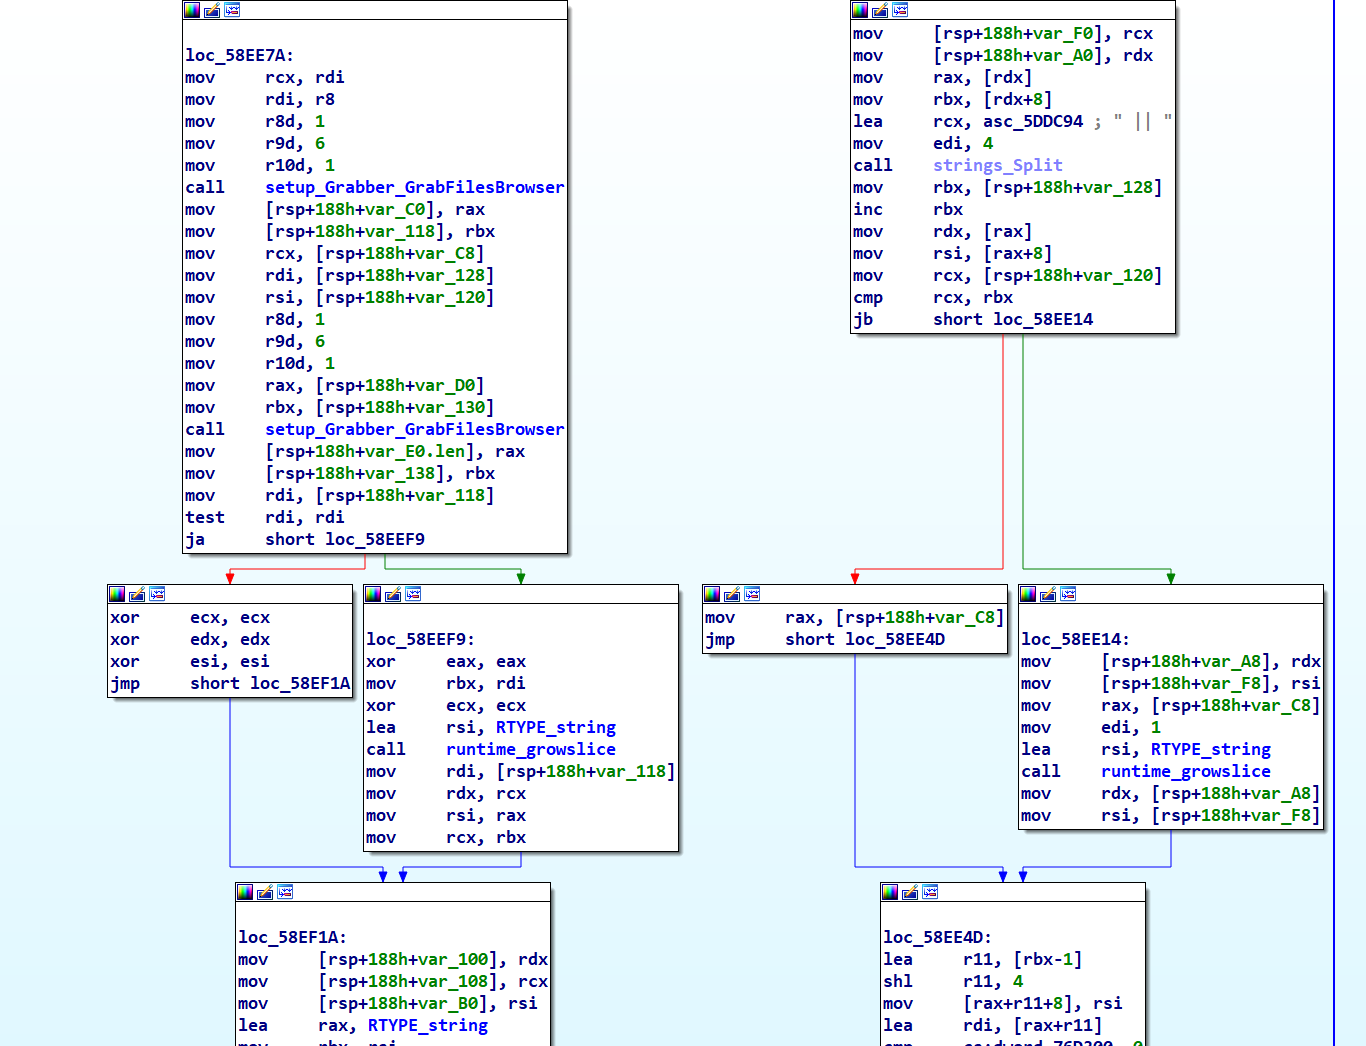 loc_58EE7A:
mov rcx, rdi
mov rdi, r8
mov r8d, 1
mov r9d, 6
mov r10d, 1
call setup_Grabber_GrabFilesBrowser
mov [rsp+188h+var_C0], rax
mov [rsp+188h+var_118], rbx
mov rcx, [rsp+188h+var_C8]
mov rdi, [rsp+188h+var_128]
mov rsi, [rsp+188h+var_120]
mov r8d, 1
mov r9d, 6
mov r10d, 1
mov rax, [rsp+188h+var_D0]
mov rbx, [rsp+188h+var_130]
call setup_Grabber_GrabFilesBrowser
mov [rsp+188h+var_E0.len], rax
mov [rsp+188h+var_138], rbx
mov rdi, [rsp+188h+var_118]
test rdi, rdi
ja short loc_58EEF9
mov [rsp+188h+var_F0], rcx
mov [rsp+188h+var_A0], rdx
mov rax, [rdx]
mov rbx, [rdx+8]
lea rcx, asc_5DDC94 ; " || "
mov edi, 4
call strings_Split
mov rbx, [rsp+188h+var_128]
inc rbx
mov rdx, [rax]
mov rsi, [rax+8]
mov rcx, [rsp+188h+var_120]
cmp rcx, rbx
jb short loc_58EE14
xor ecx, ecx
xor edx, edx
xor esi, esi
jmp short loc_58EF1A
loc_58EEF9:
xor eax, eax
mov rbx, rdi
xor ecx, ecx
lea rsi, RTYPE_string
call runtime_growslice
mov rdi, [rsp+188h+var_118]
mov rdx, rcx
mov rsi, rax
mov rcx, rbx
mov rax, [rsp+188h+var_C8]
jmp short loc_58EE4D
loc_58EE14:
mov [rsp+188h+var_A8], rdx
mov [rsp+188h+var_F8], rsi
mov rax, [rsp+188h+var_C8]
mov edi, 1
lea rsi, RTYPE_string
call runtime_growslice
mov rdx, [rsp+188h+var_A8]
mov rsi, [rsp+188h+var_F8]
loc_58EF1A:
mov [rsp+188h+var_100], rdx
mov [rsp+188h+var_108], rcx
mov [rsp+188h+var_B0], rsi
lea rax, RTYPE_string
loc_58EE4D:
lea r11, [rbx-1]
shl r11, 4
mov [rax+r11+8], rsi
lea rdi, [rax+r11]